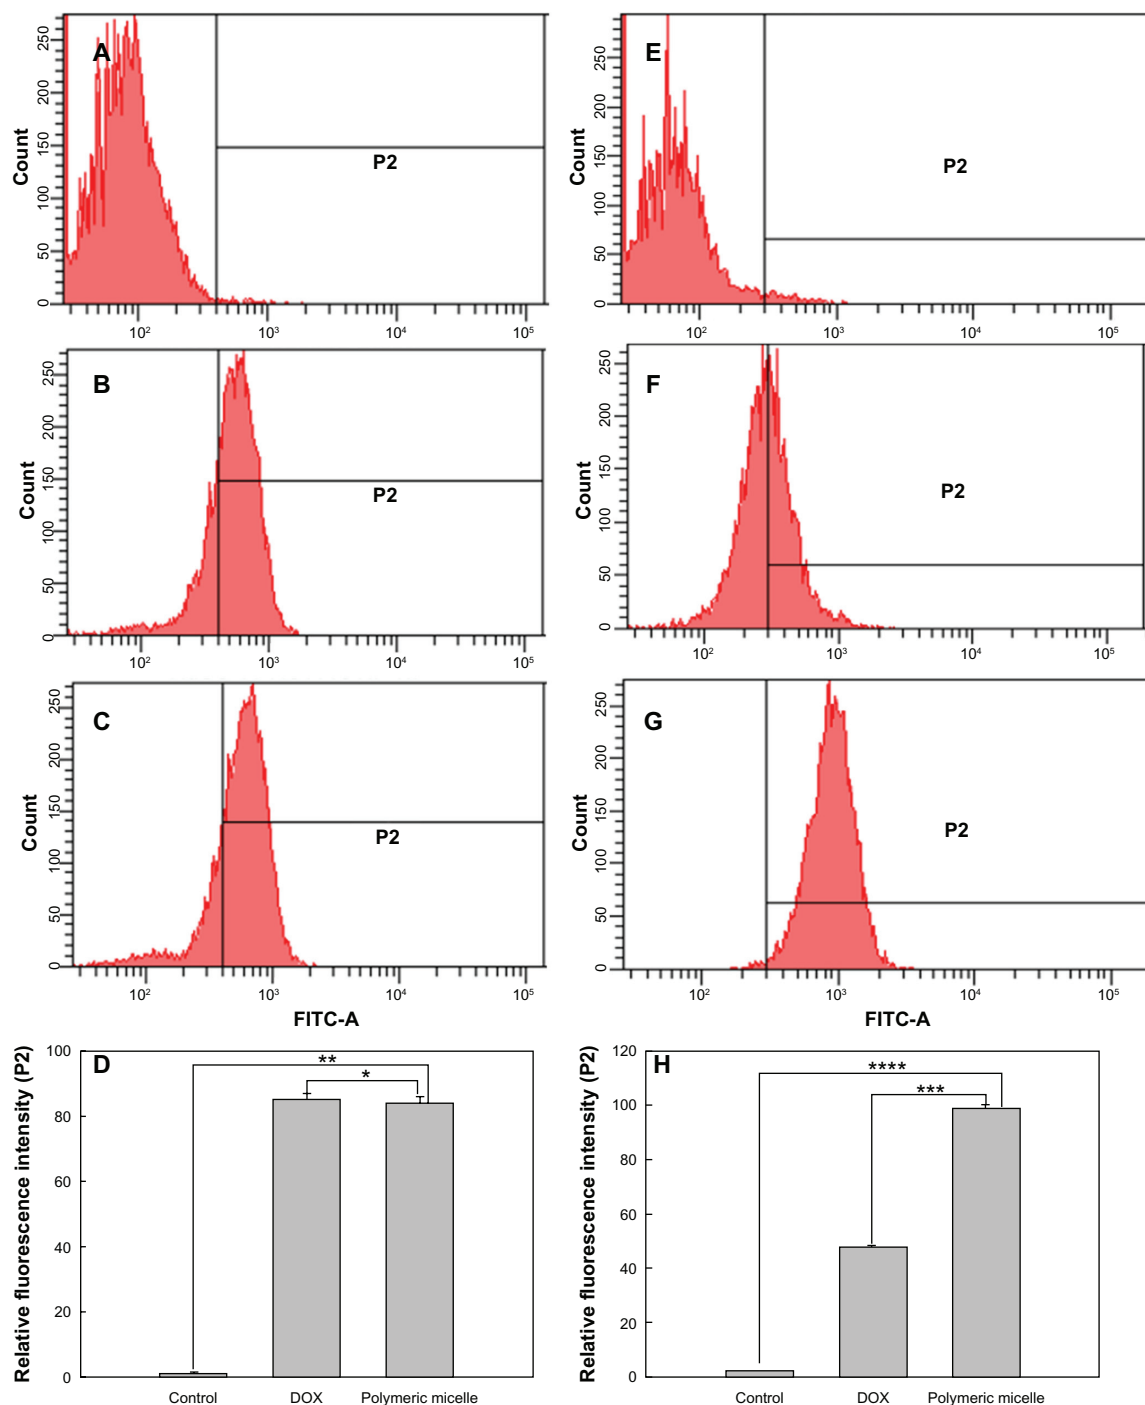 A
Count
0 50 100 150 200 250
P2
10² 10³ 10⁴ 10⁵
E
Count
0 50 100 150 200 250
P2
10² 10³ 10⁴ 10⁵
B
Count
0 50 100 150 200 250
P2
10² 10³ 10⁴ 10⁵
F
Count
0 50 100 150 200 250
P2
10² 10³ 10⁴ 10⁵
C
Count
0 50 100 150 200 250
P2
10² 10³ 10⁴ 10⁵
FITC-A
G
Count
0 50 100 150 200 250
P2
10² 10³ 10⁴ 10⁵
FITC-A
D
Relative fluorescence intensity (P2)
100
80
60
40
20
0
**
*
Control DOX Polymeric micelle
H
Relative fluorescence intensity (P2)
120
100
80
60
40
20
0
****
***
Control DOX Polymeric micelle